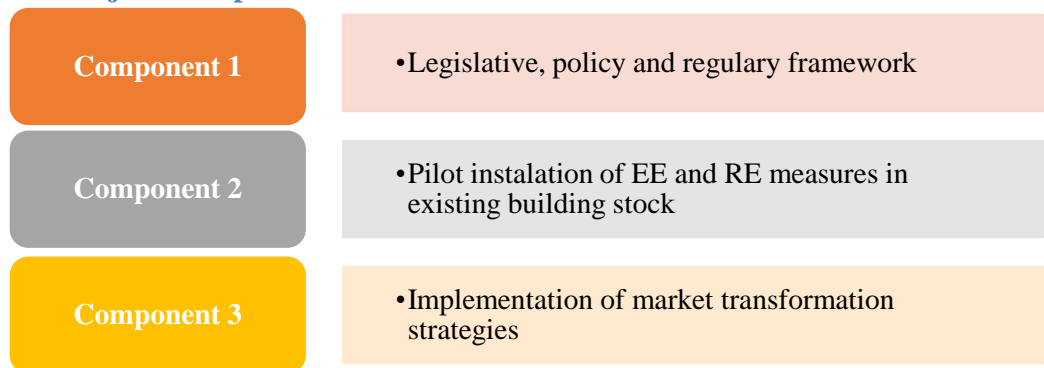 Component 1
•Legislative, policy and regulary framework
Component 2
•Pilot instalation of EE and RE measures in
existing building stock
Component 3
•Implementation of market transformation
strategies